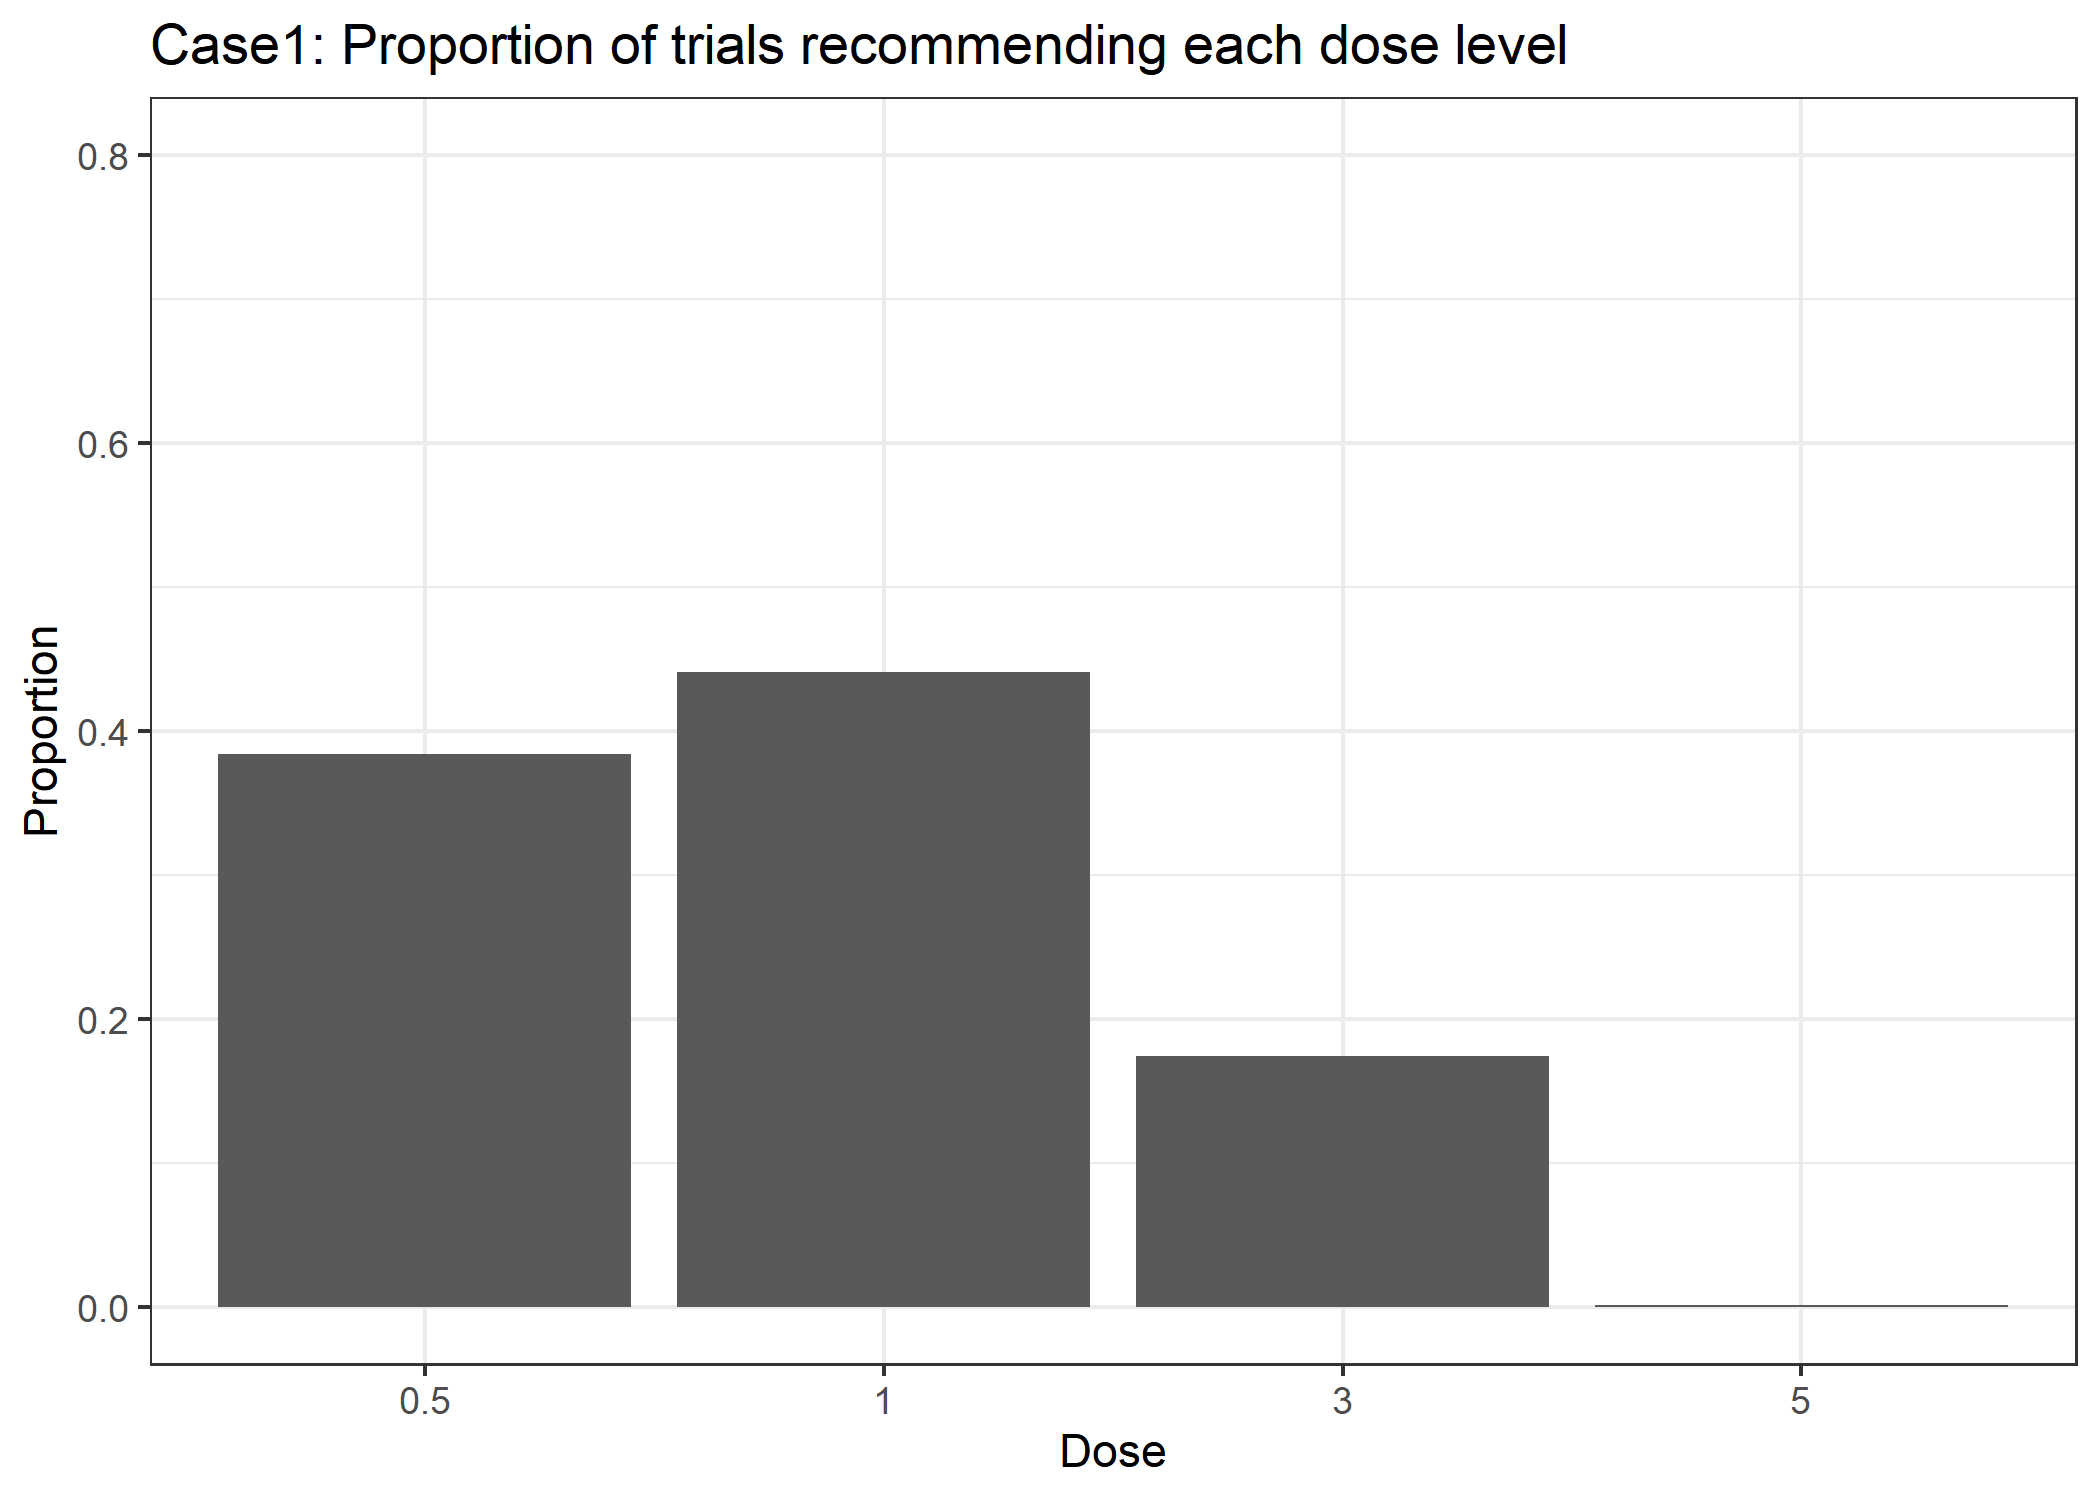 Case1: Proportion of trials recommending each dose level
0.8
0.6
0.4
0.2
0.0
Proportion
0.5 1 3 5
Dose